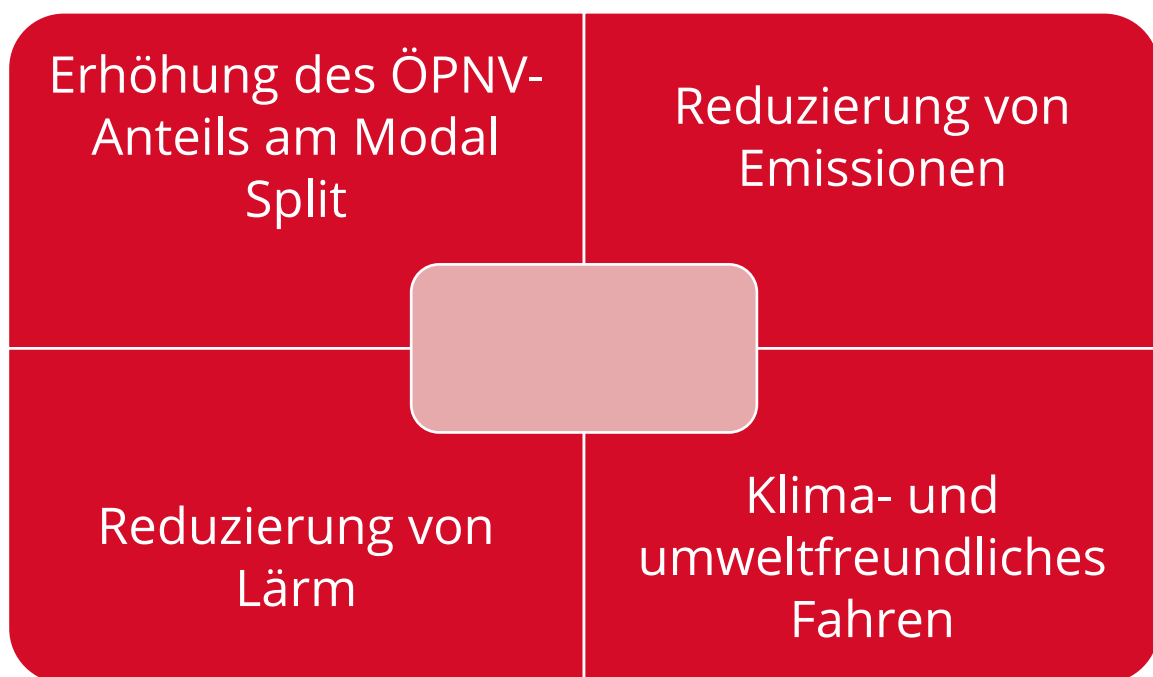 Erhöhung des ÖPNV-
Anteils am Modal
Split
Reduzierung von
Emissionen
Reduzierung von
Lärm
Klima- und
umweltfreundliches
Fahren